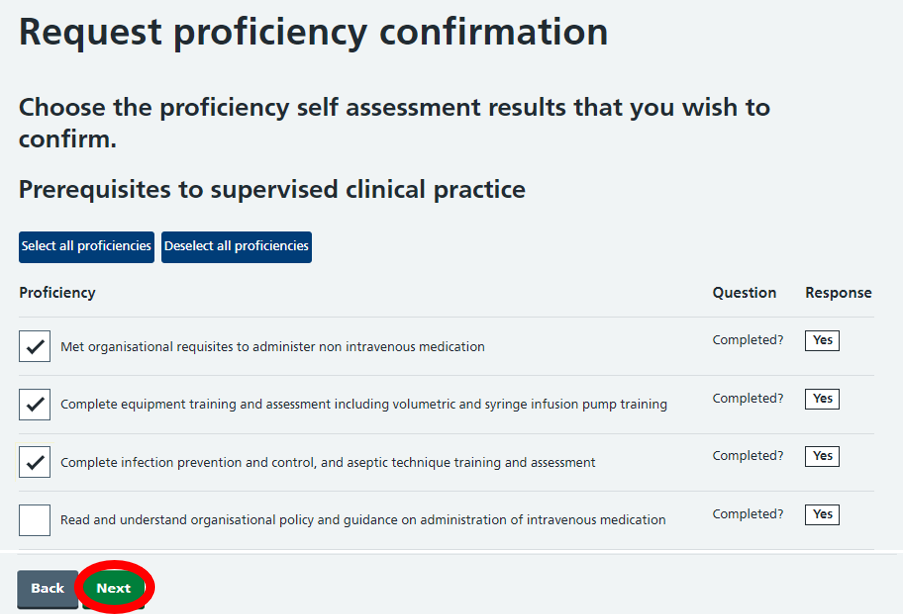 Request proficiency confirmation
Choose the proficiency self assessment results that you wish to
confirm.
Prerequisites to supervised clinical practice
Select all proficiencies Deselect all proficiencies
Proficiency Question Response
Met organisational requisites to administer non intravenous medication Completed? Yes
Complete equipment training and assessment including volumetric and syringe infusion pump training Completed? Yes
Complete infection prevention and control, and aseptic technique training and assessment Completed? Yes
Read and understand organisational policy and guidance on administration of intravenous medication Completed? Yes
Back Next